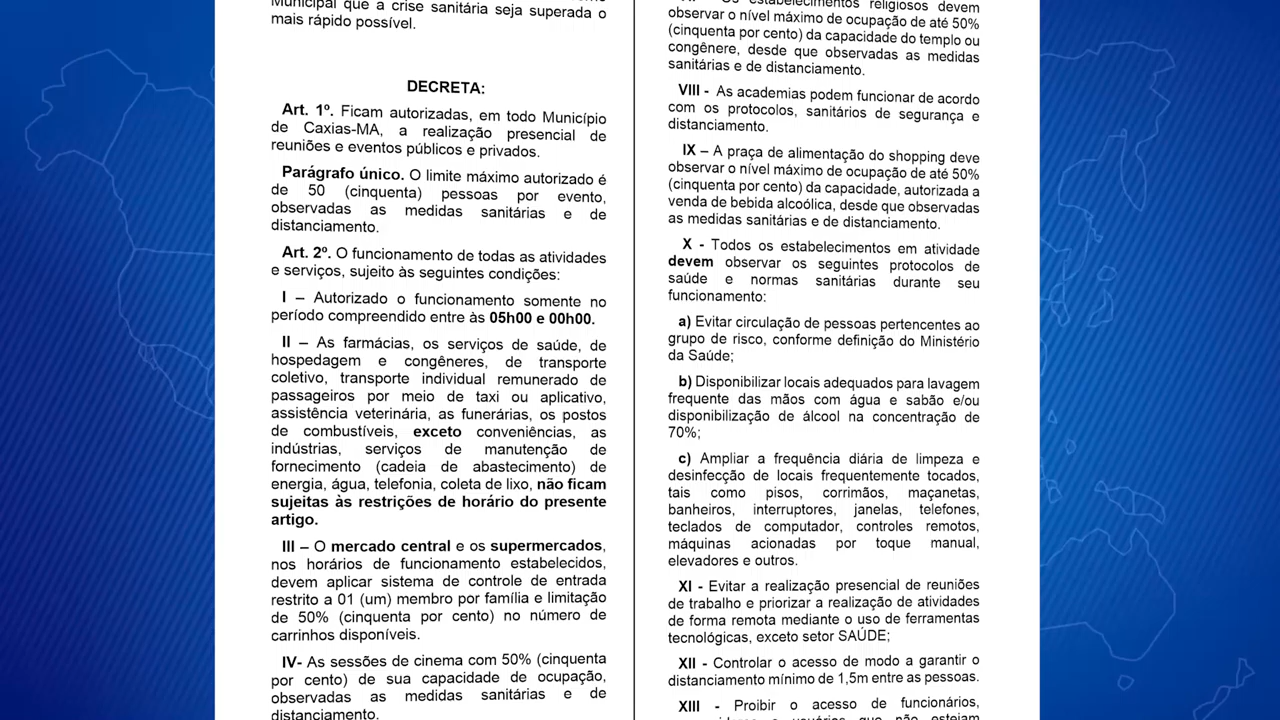 Municipal que a crise sanitária seja superada o
mais rápido possível.
DECRETA:
Art. 1º. Ficam autorizadas, em todo Município
de Caxias-MA, a realização presencial de
reuniões e eventos públicos e privados.
Parágrafo único. O limite máximo autorizado é
de 50 (cinquenta) pessoas por evento,
observadas as medidas sanitárias e de
distanciamento.
Art. 2º. O funcionamento de todas as atividades
e serviços, sujeito às seguintes condições:
I – Autorizado o funcionamento somente no
período compreendido entre às 05h00 e 00h00.
II – As farmácias, os serviços de saúde, de
hospedagem e congêneres, de transporte
coletivo, transporte individual remunerado de
passageiros por meio de taxi ou aplicativo,
assistência veterinária, as funerárias, os postos
de combustíveis, exceto conveniências, as
indústrias, serviços de manutenção de
fornecimento (cadeia de abastecimento) de
energia, água, telefonia, coleta de lixo, não ficam
sujeitas às restrições de horário do presente
artigo.
III – O mercado central e os supermercados,
nos horários de funcionamento estabelecidos,
devem aplicar sistema de controle de entrada
restrito a 01 (um) membro por família e limitação
de 50% (cinquenta por cento) no número de
carrinhos disponíveis.
IV- As sessões de cinema com 50% (cinquenta
por cento) de sua capacidade de ocupação,
observadas as medidas sanitárias e de
distanciamento.
Os estabelecimentos religiosos devem
observar o nível máximo de ocupação de até 50%
(cinquenta por cento) da capacidade do templo ou
congênere, desde que observadas as medidas
sanitárias e de distanciamento.
VIII - As academias podem funcionar de acordo
com os protocolos, sanitários de segurança e
distanciamento.
IX – A praça de alimentação do shopping deve
observar o nível máximo de ocupação de até 50%
(cinquenta por cento) da capacidade, autorizada a
venda de bebida alcoólica, desde que observadas
as medidas sanitárias e de distanciamento.
X - Todos os estabelecimentos em atividade
devem observar os seguintes protocolos de
saúde e normas sanitárias durante seu
funcionamento:
a) Evitar circulação de pessoas pertencentes ao
grupo de risco, conforme definição do Ministério
da Saúde;
b) Disponibilizar locais adequados para lavagem
frequente das mãos com água e sabão e/ou
disponibilização de álcool na concentração de
70%;
c) Ampliar a frequência diária de limpeza e
desinfecção de locais frequentemente tocados,
tais como pisos, corrimãos, maçanetas,
banheiros, interruptores, janelas, telefones,
teclados de computador, controles remotos,
máquinas acionadas por toque manual,
elevadores e outros.
XI - Evitar a realização presencial de reuniões
de trabalho e priorizar a realização de atividades
de forma remota mediante o uso de ferramentas
tecnológicas, exceto setor SAÚDE;
XII - Controlar o acesso de modo a garantir o
distanciamento mínimo de 1,5m entre as pessoas.
XIII - Proibir o acesso de funcionários,